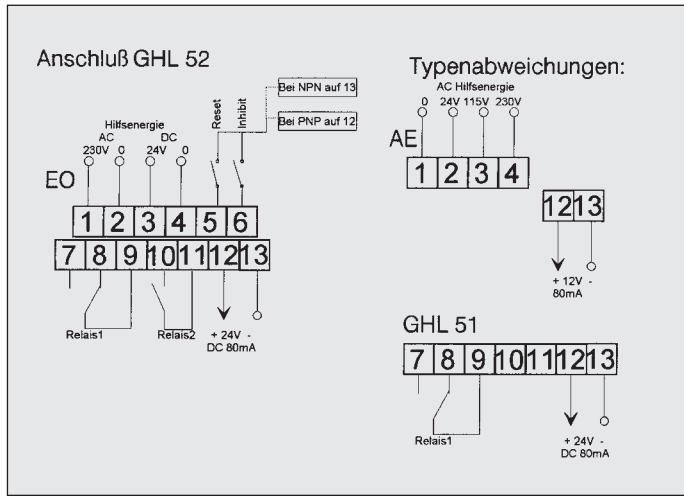 Anschluß GHL 52
Bei NPN auf 13
Bei PNP auf 12
Reset
Inhibit
Hilfsenergie
AC DC
230V 0 24V 0
EO
1 2 3 4 5 6
7 8 9 10 11 12 13
Relais1 Relais2 + 24V -
DC 80mA
Typenabweichungen:
AC Hilfsenergie
0 24V 115V 230V
AE
1 2 3 4
12 13
+ 12V -
80mA
GHL 51
7 8 9 10 11 12 13
Relais1
+ 24V -
DC 80mA